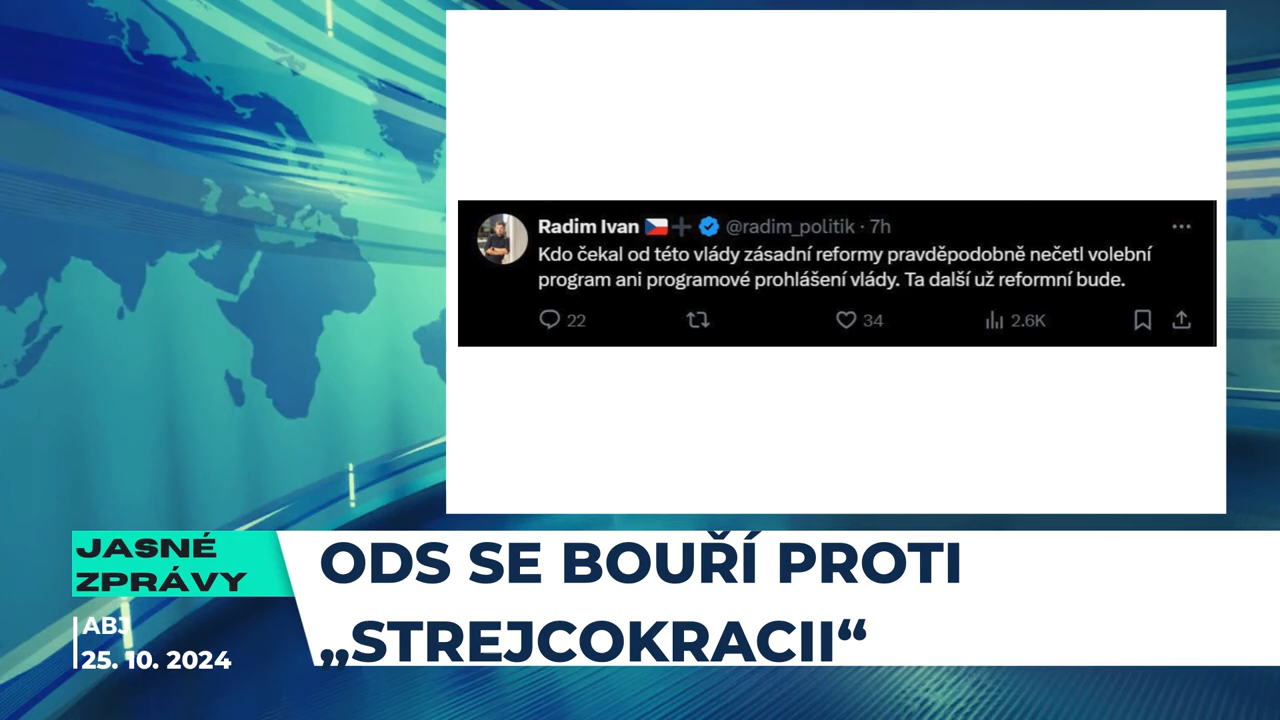 Radim Ivan @radim_politik · 7h
Kdo čekal od této vlády zásadní reformy pravděpodobně nečetl volební
program ani programové prohlášení vlády. Ta další už reformní bude.
22 34 2.6K
JASNÉ
ZPRÁVY
ODS SE BOUŘÍ PROTI
„STREJCOKRACII“
ABJ
25. 10. 2024